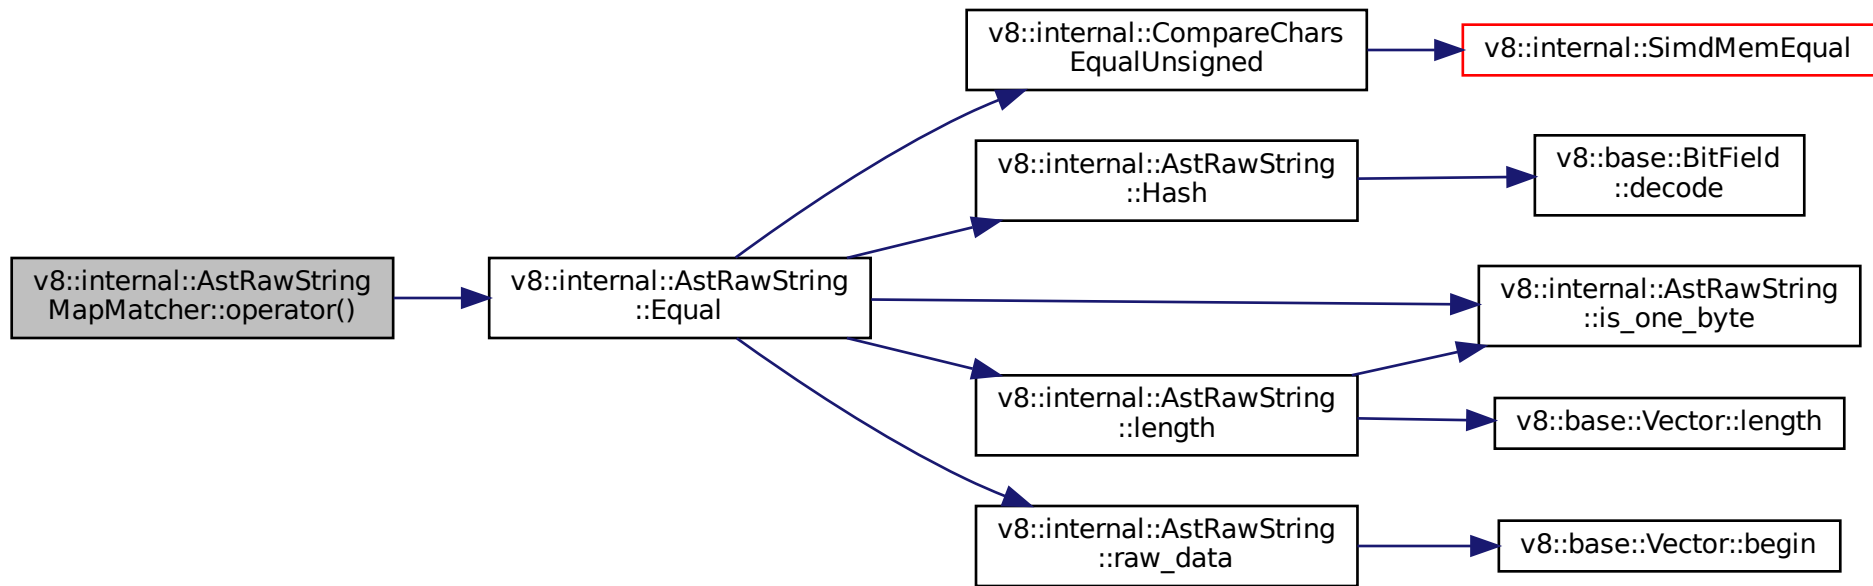 v8::internal::AstRawString
MapMatcher::operator()
v8::internal::AstRawString
::Equal
v8::internal::CompareChars
EqualUnsigned
v8::internal::SimdMemEqual
v8::internal::AstRawString
::Hash
v8::base::BitField
::decode
v8::internal::AstRawString
::is_one_byte
v8::internal::AstRawString
::length
v8::base::Vector::length
v8::internal::AstRawString
::raw_data
v8::base::Vector::begin